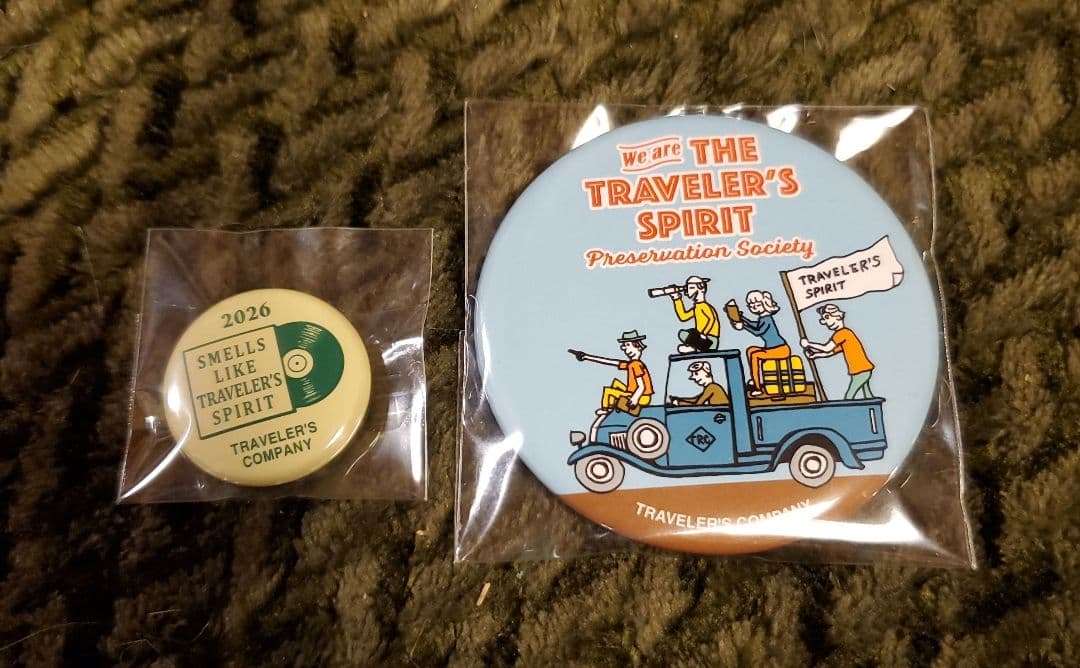 2026
SMELLS
LIKE
TRAVELER'S
SPIRIT
TRAVELER'S
COMPANY
We are THE
TRAVELER'S
SPIRIT
Preservation Society
TRAVELER'S
SPIRIT
TRC
TRAVELER'S COMPANY